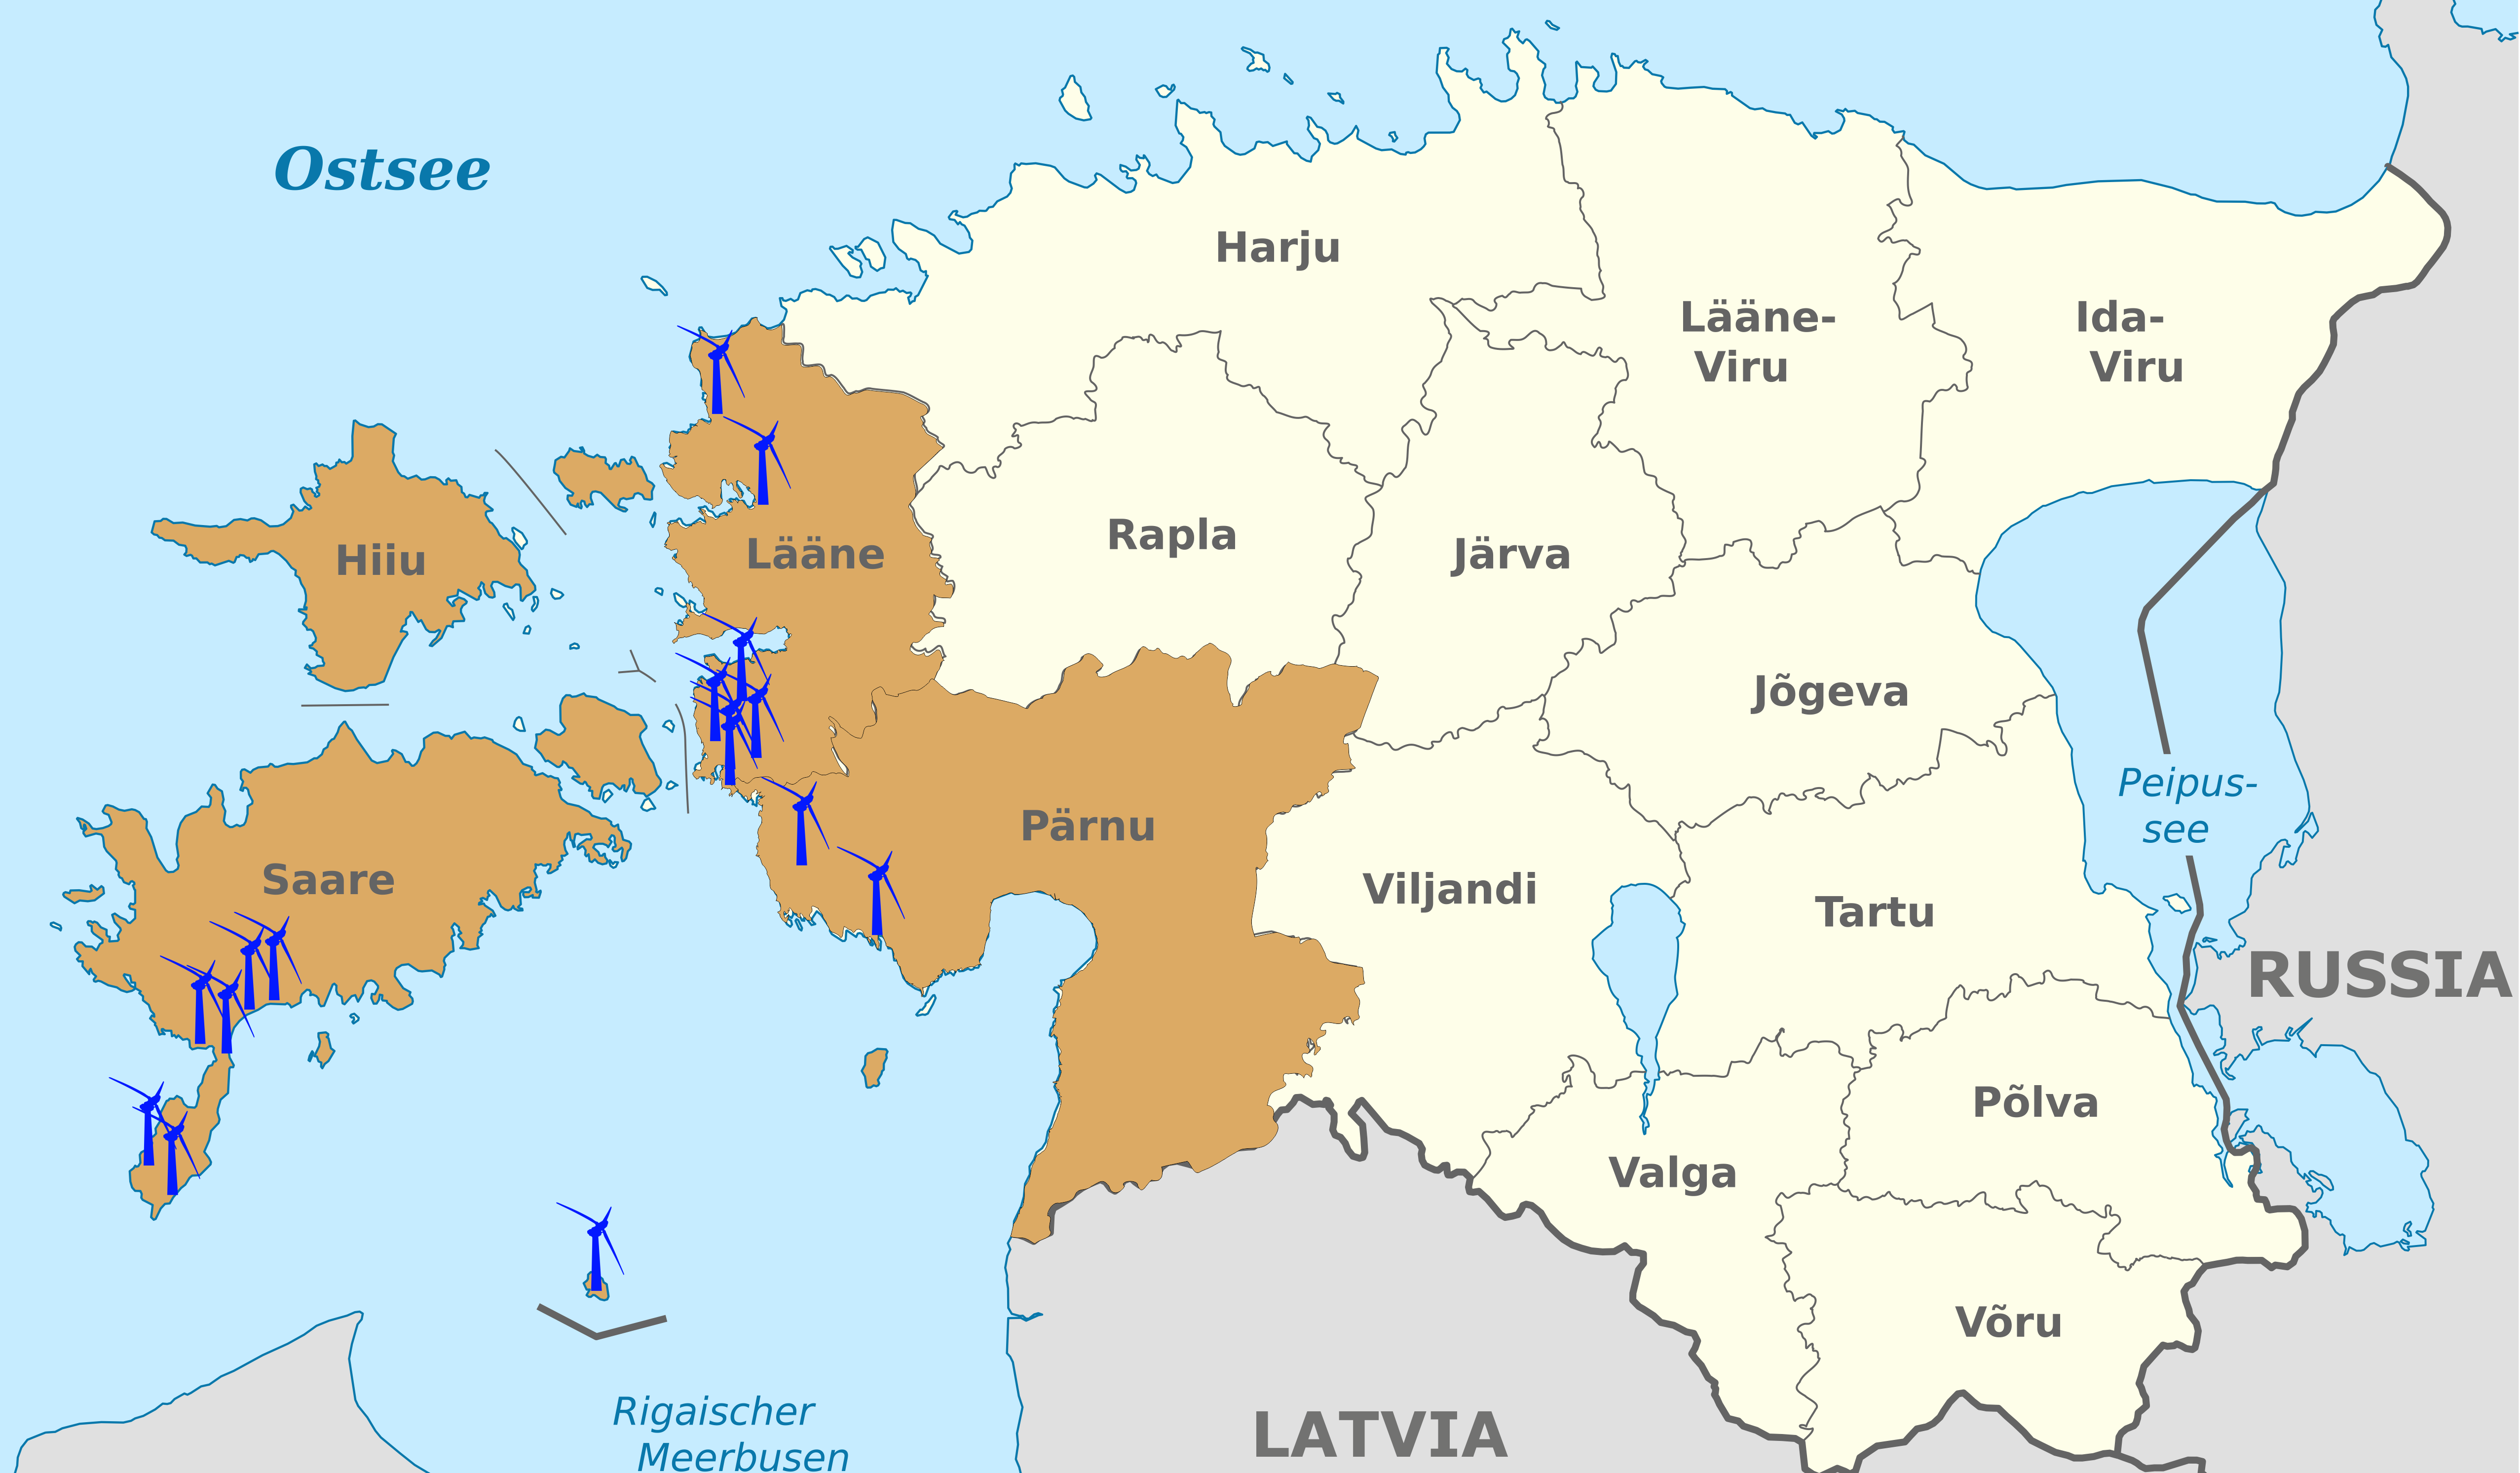 Ostsee
Harju
Lääne-
Viru
Ida-
Viru
Hiiu
Lääne
Rapla
Järva
Jõgeva
Peipus-
see
Pärnu
Saare
Viljandi
Tartu
RUSSIA
Põlva
Valga
Võru
Rigaischer
Meerbusen
LATVIA